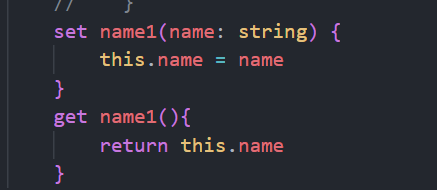 //    }
set name1(name: string) {
    this.name = name
}
get name1(){
    return this.name
}